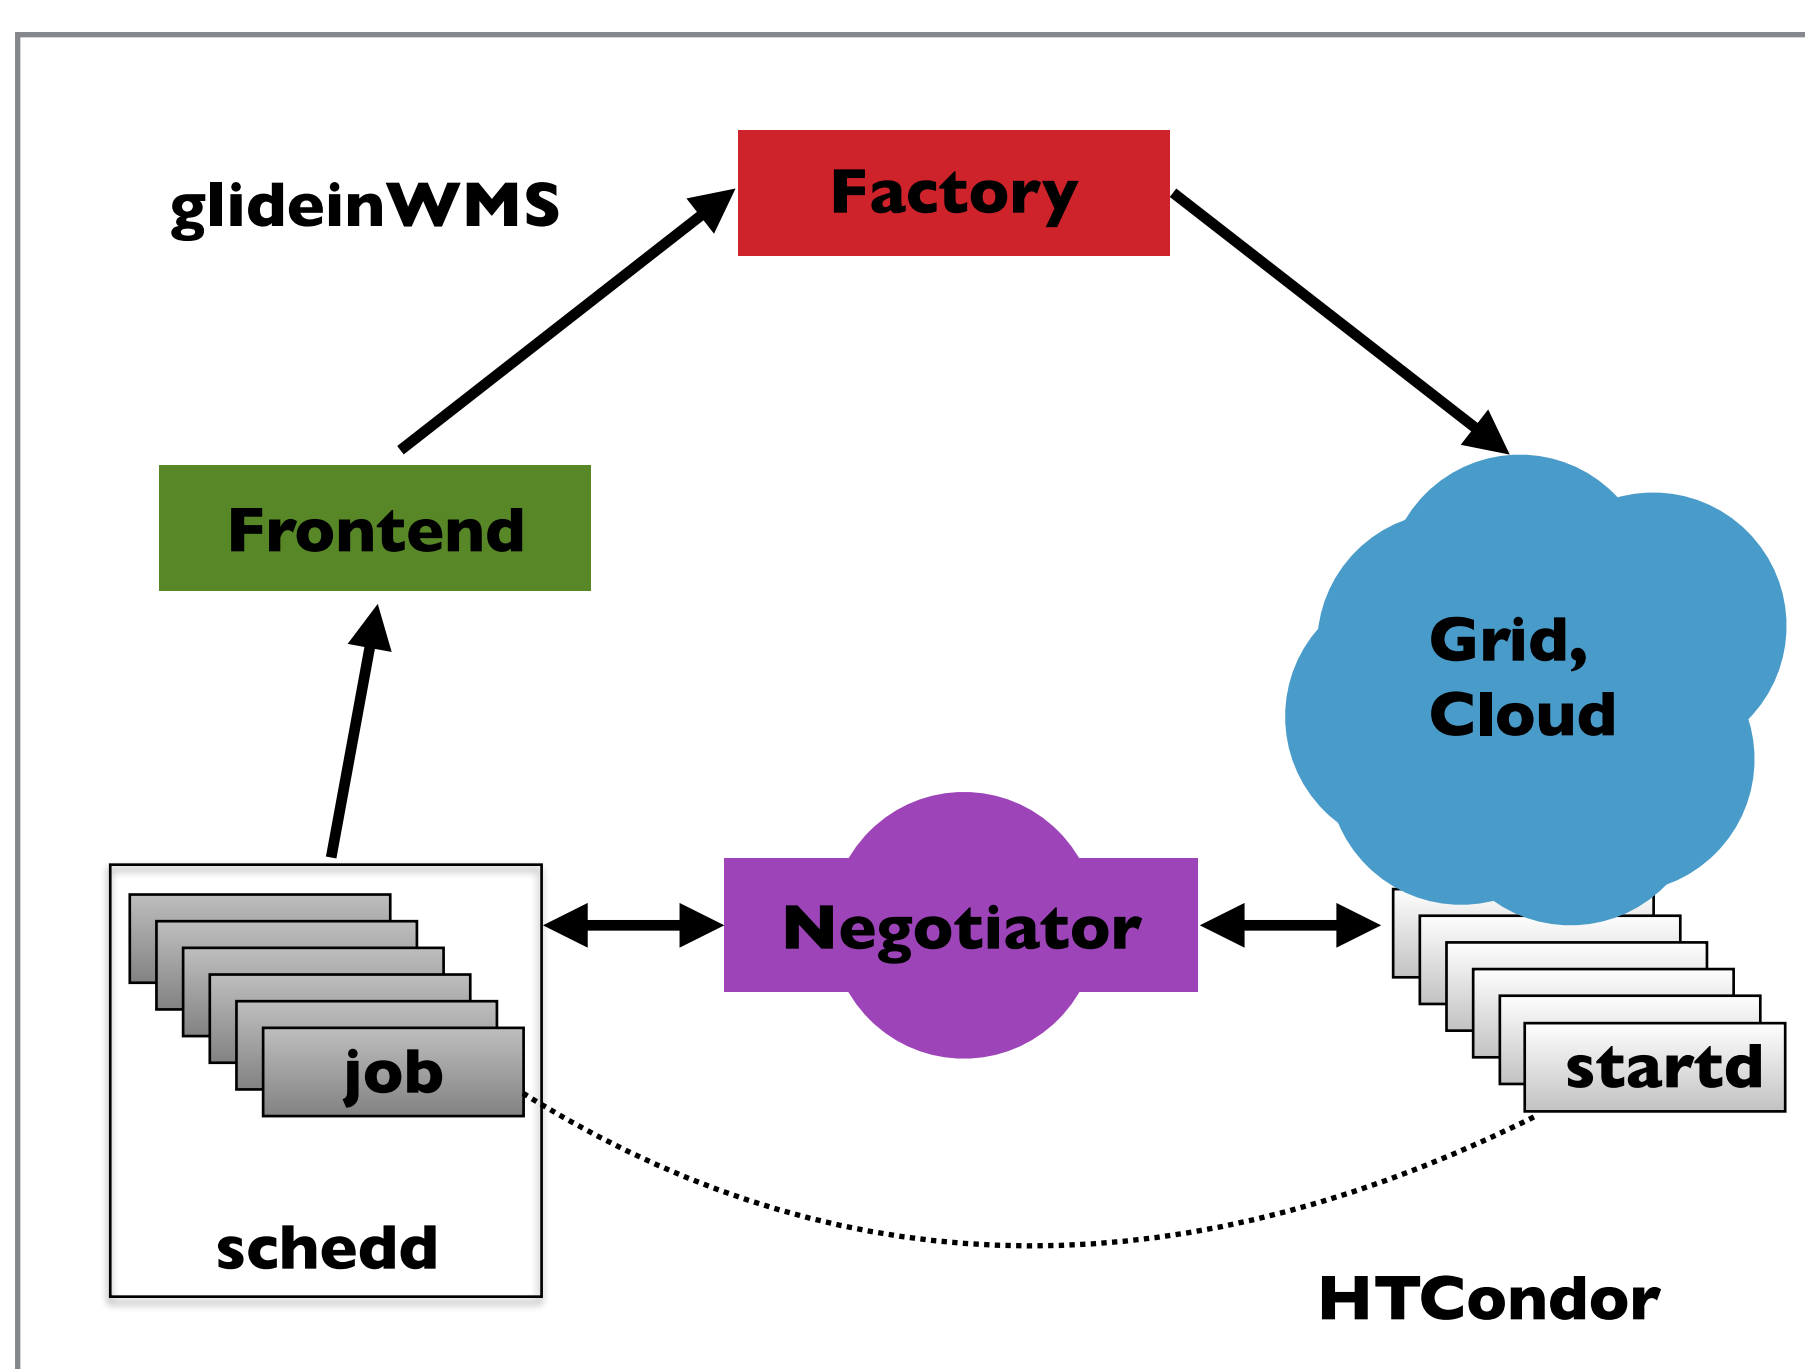 glideinWMS
Factory
Frontend
Grid,
Cloud
Negotiator
job
startd
schedd
HTCondor